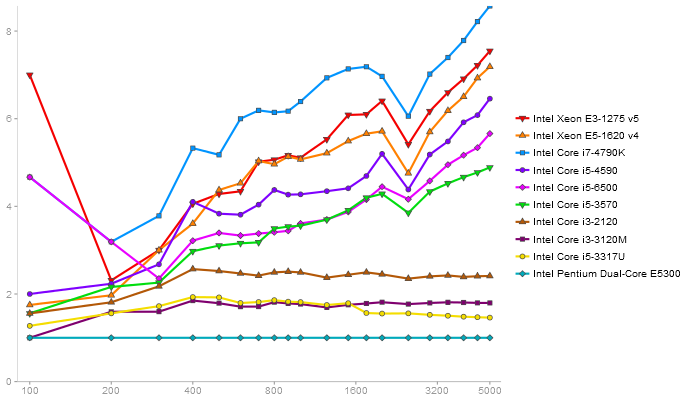 8
6
4
2
0
100
200
400
800
1600
3200
5000
Intel Xeon E3-1275 v5
Intel Xeon E5-1620 v4
Intel Core i7-4790K
Intel Core i5-4590
Intel Core i5-6500
Intel Core i5-3570
Intel Core i3-2120
Intel Core i3-3120M
Intel Core i5-3317U
Intel Pentium Dual-Core E5300